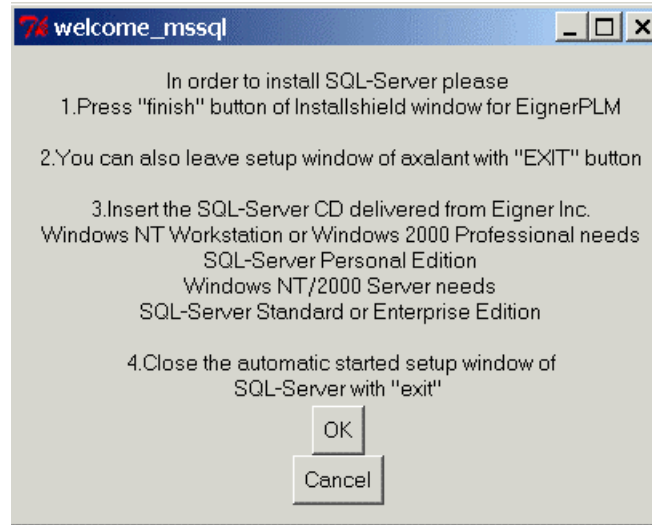 welcome_mssql
In order to install SQL-Server please
1.Press "finish" button of Installshield window for EignerPLM
2.You can also leave setup window of axalant with "EXIT" button
3.Insert the SQL-Server CD delivered from Eigner Inc.
Windows NT Workstation or Windows 2000 Professional needs
SQL-Server Personal Edition
Windows NT/2000 Server needs
SQL-Server Standard or Enterprise Edition
4.Close the automatic started setup window of
SQL-Server with "exit"
OK
Cancel